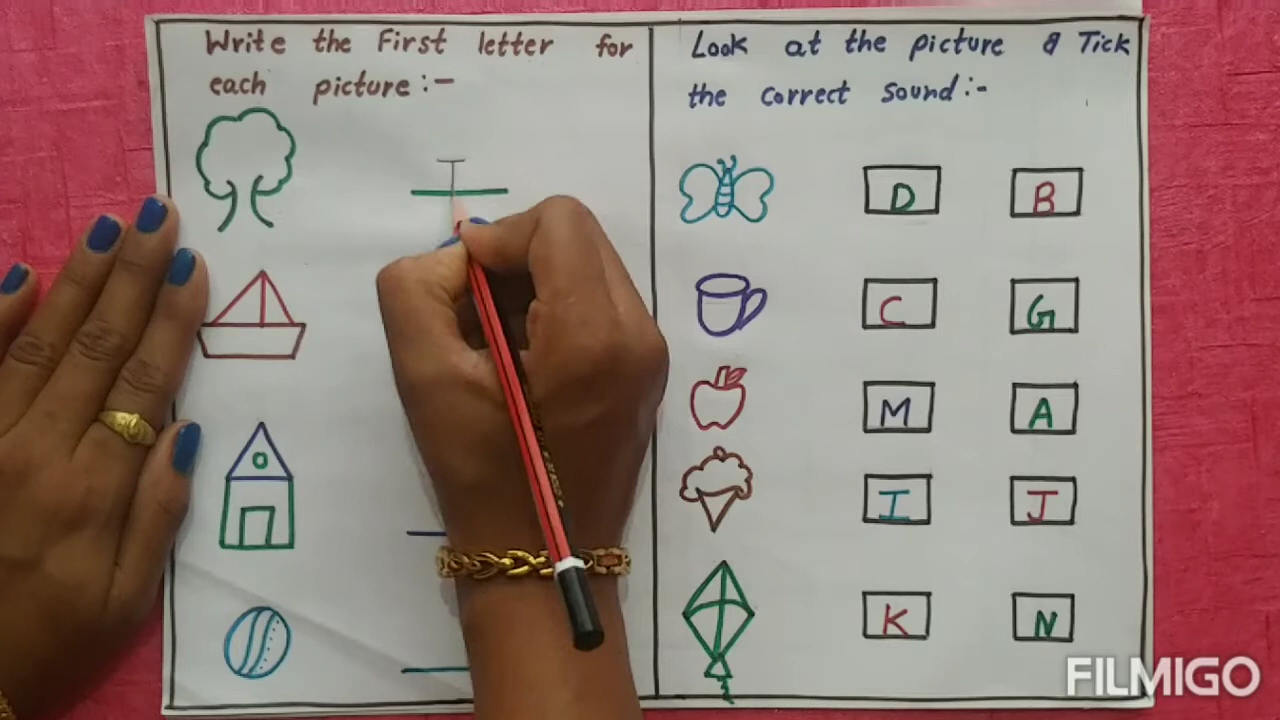 Write the First letter for
each picture:-
T
Look at the picture & Tick
the correct sound:-
D B
C G
M A
I J
K N
FILMIGO